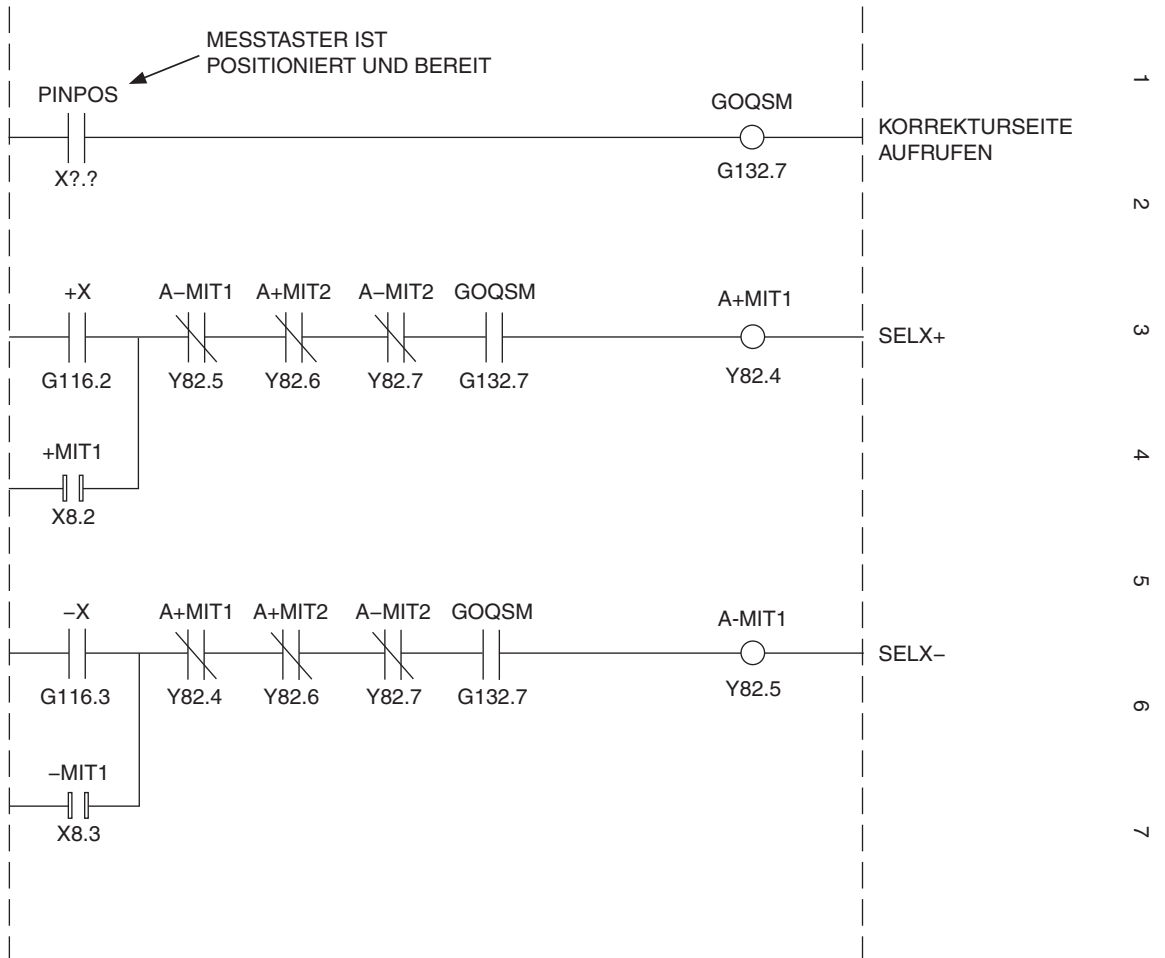 MESSTASTER IST
POSITIONIERT UND BEREIT
PINPOS
GOQSM
X?.?
G132.7
KORREKTURSEITE
AUFRUFEN
1
2
+X A−MIT1 A+MIT2 A−MIT2 GOQSM A+MIT1
SELX+
G116.2 Y82.5 Y82.6 Y82.7 G132.7 Y82.4
3
+MIT1
X8.2
4
5
−X A+MIT1 A+MIT2 A−MIT2 GOQSM A-MIT1
SELX−
G116.3 Y82.4 Y82.6 Y82.7 G132.7 Y82.5
6
−MIT1
X8.3
7